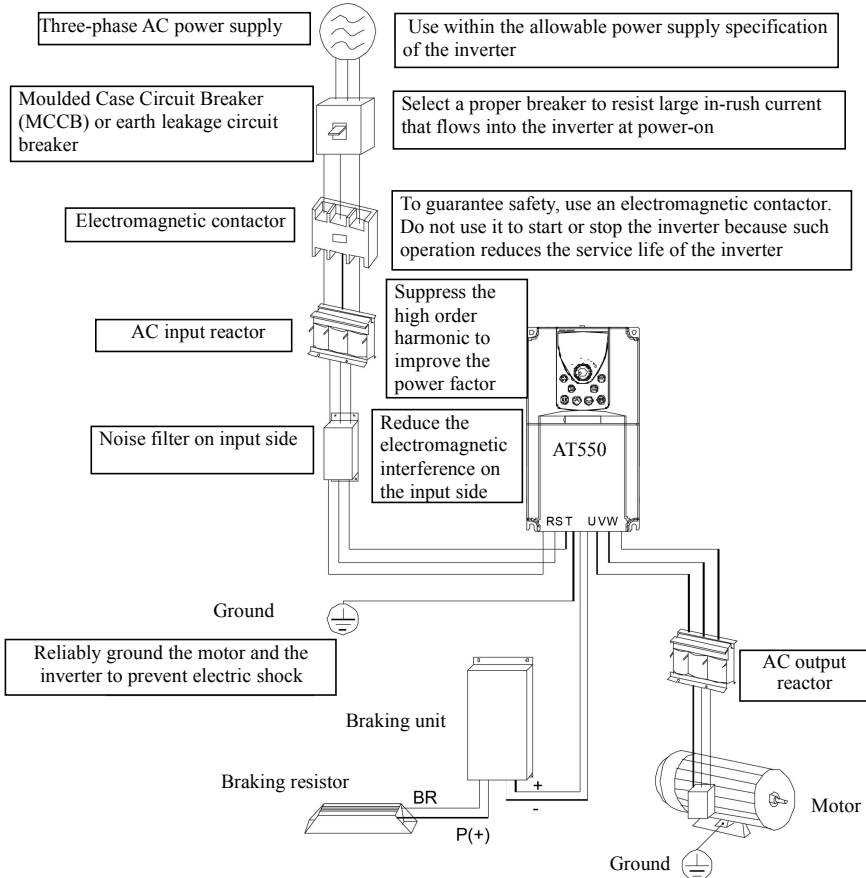 Three-phase AC power supply
Use within the allowable power supply specification
of the inverter
Moulded Case Circuit Breaker
(MCCB) or earth leakage circuit
breaker
Select a proper breaker to resist large in-rush current
that flows into the inverter at power-on
Electromagnetic contactor
To guarantee safety, use an electromagnetic contactor.
Do not use it to start or stop the inverter because such
operation reduces the service life of the inverter
AC input reactor
Suppress the
high order
harmonic to
improve the
power factor
Noise filter on input side
Reduce the
electromagnetic
interference on
the input side
AT550
RST UVW
Ground
Reliably ground the motor and the
inverter to prevent electric shock
AC output
reactor
Braking unit
Braking resistor
BR
P(+)
+
-
Motor
Ground